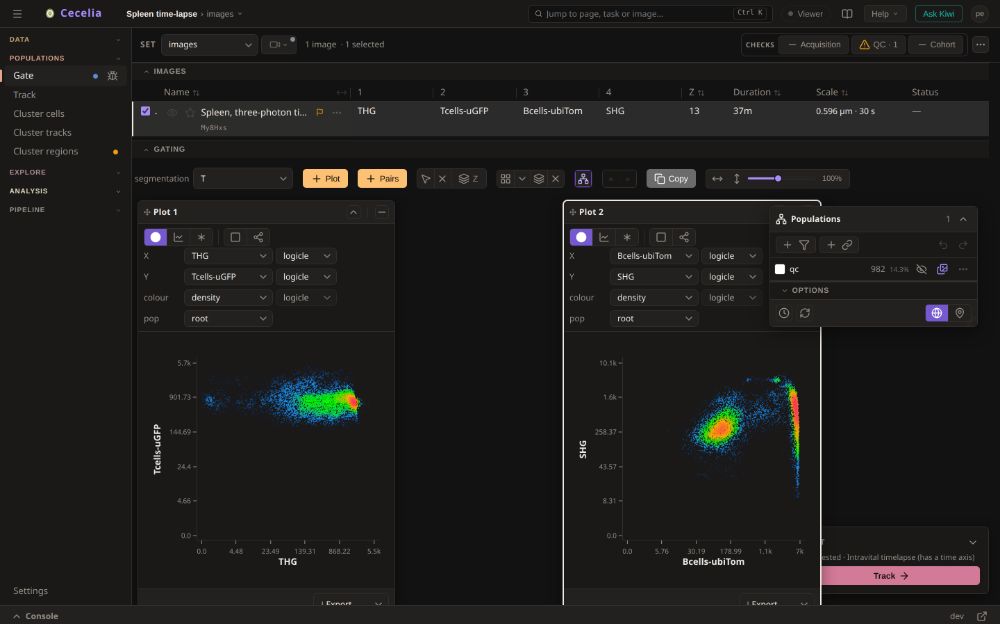 Cecelia
Spleen time-lapse › images
Jump to page, task or image...
Ctrl K
Viewer
Help
Ask Kiwi
pe
DATA
POPULATIONS
Gate
Track
Cluster cells
Cluster tracks
Cluster regions
EXPLORE
ANALYSIS
PIPELINE
Settings
SET
images
1 image · 1 selected
CHECKS
— Acquisition
QC · 1
— Cohort
IMAGES
Name 1 2 3 4 Z Duration Scale Status
Spleen, three-photon ti... THG Tcells-uGFP Bcells-ubiTom SHG 13 37m 0.596 µm · 30 s —
My8Hxs
GATING
segmentation T + Plot + Pairs Z Copy 100%
Plot 1
X THG logicle
Y Tcells-uGFP logicle
colour density logicle
pop root
5.7k
901.73
144.69
24.4
4.66
0.0
Tcells-uGFP
0.0 4.48 23.49 139.31 868.22 5.5k
THG
Export
Plot 2
X Bcells-ubiTom logicle
Y SHG logicle
colour density logicle
pop root
10.1k
1.6k
258.37
43.57
8.31
0.0
SHG
0.0 5.76 30.19 178.99 1.1k 7k
Bcells-ubiTom
Export
Populations 1
qc 982 14.3%
OPTIONS
ested · Intravital timelapse (has a time axis)
Track →
Console
dev